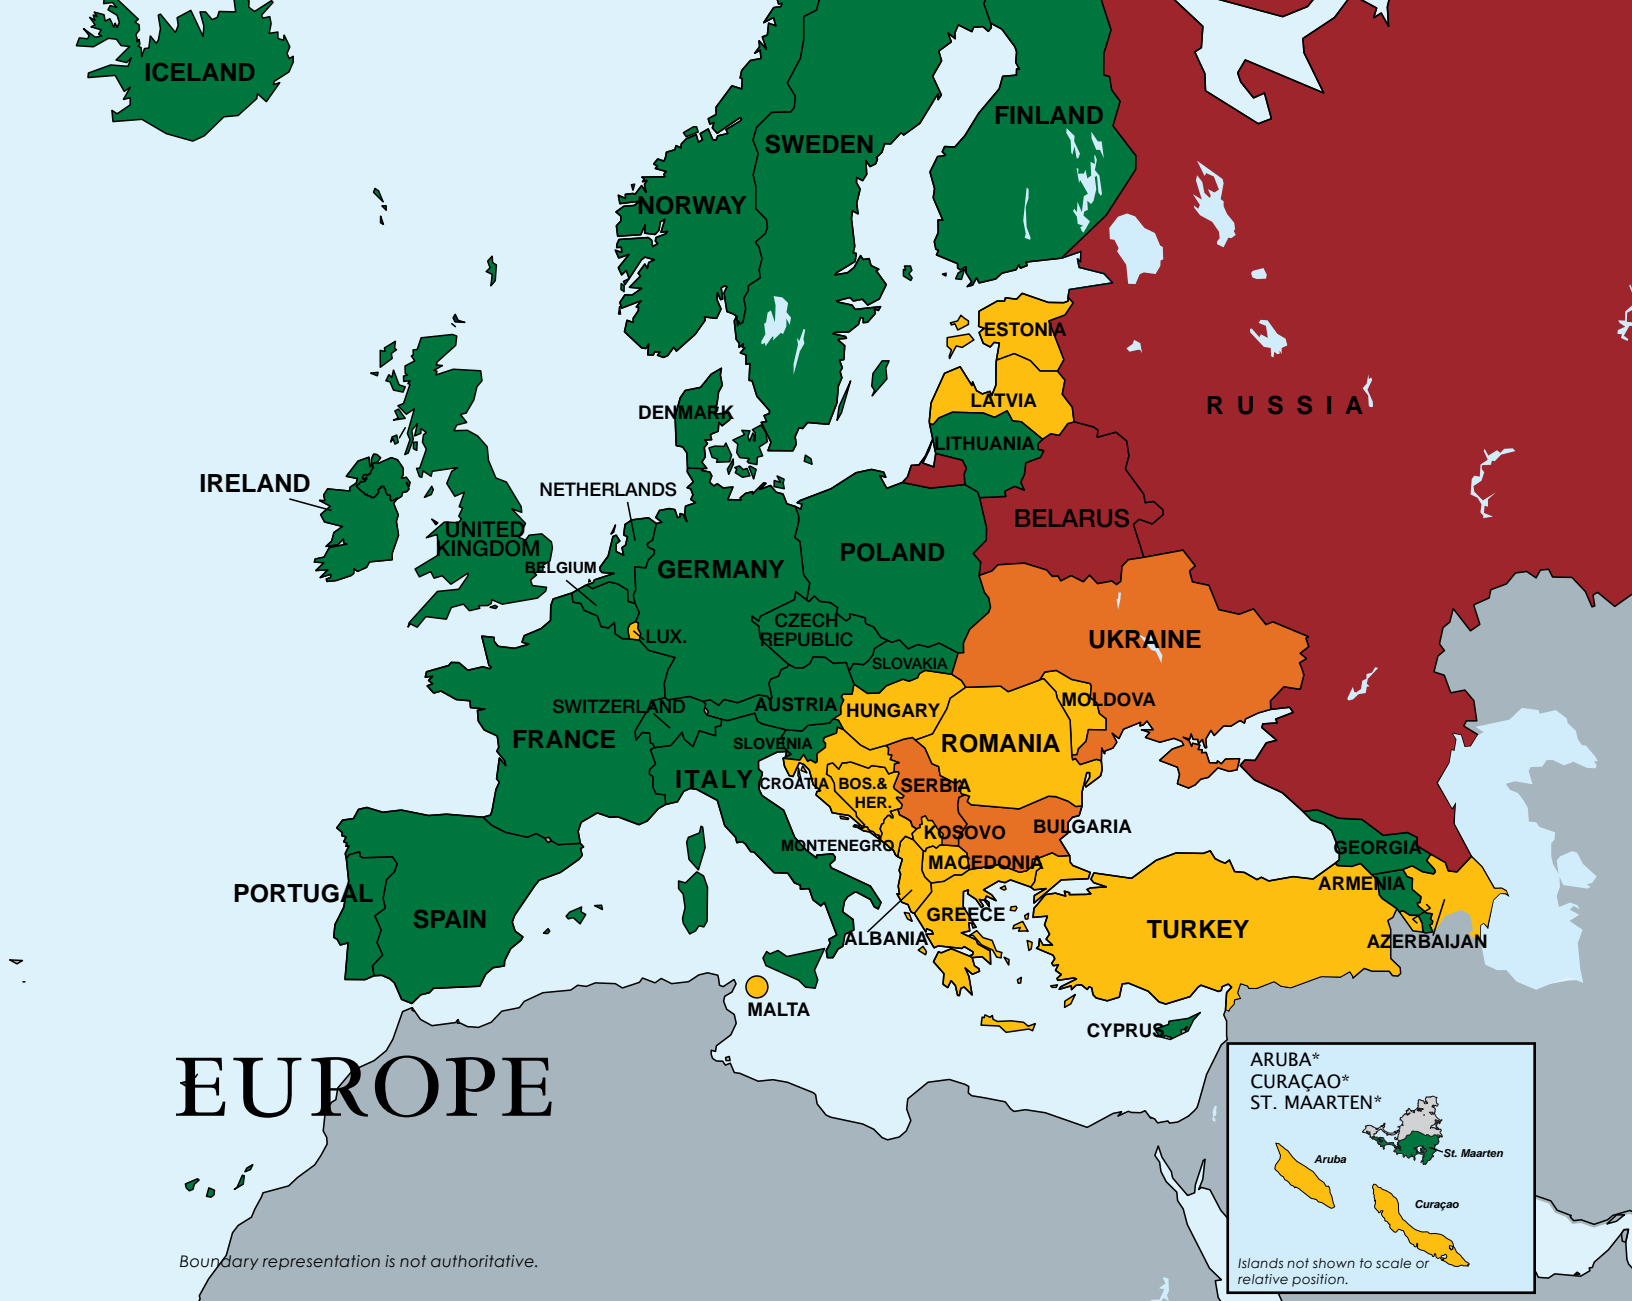 ICELAND
FINLAND
SWEDEN
NORWAY
ESTONIA
LATVIA
RUSSIA
DENMARK
LITHUANIA
IRELAND
NETHERLANDS
BELARUS
UNITED
KINGDOM
POLAND
BELGIUM
GERMANY
CZECH
REPUBLIC
LUX.
UKRAINE
SLOVAKIA
SWITZERLAND
AUSTRIA
HUNGARY
MOLDOVA
FRANCE
SLOVENIA
ROMANIA
ITALY
CROATIA
BOS.&
HER.
SERBIA
KOSOVO
BULGARIA
MONTENEGRO
MACEDONIA
GEORGIA
ARMENIA
PORTUGAL
SPAIN
GREECE
TURKEY
ALBANIA
AZERBAIJAN
MALTA
CYPRUS
EUROPE
ARUBA*
CURAÇAO*
ST. MAARTEN*
St. Maarten
Aruba
Curaçao
Islands not shown to scale or
relative position.
Boundary representation is not authoritative.